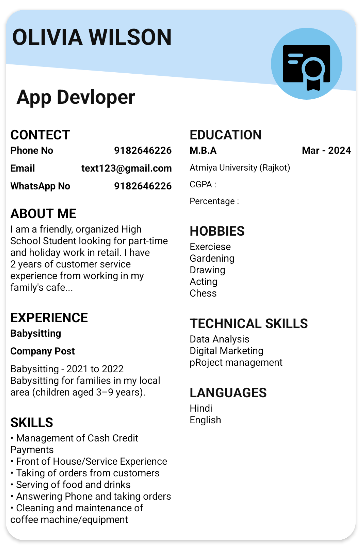 OLIVIA WILSON
App Devloper
CONTECT
Phone No 9182646226
Email text123@gmail.com
WhatsApp No 9182646226
ABOUT ME
I am a friendly, organized High
School Student looking for part-time
and holiday work in retail. I have
2 years of customer service
experience from working in my
family's cafe...
EXPERIENCE
Babysitting
Company Post
Babysitting - 2021 to 2022
Babysitting for families in my local
area (children aged 3–9 years).
SKILLS
• Management of Cash Credit
Payments
• Front of House/Service Experience
• Taking of orders from customers
• Serving of food and drinks
• Answering Phone and taking orders
• Cleaning and maintenance of
coffee machine/equipment
EDUCATION
M.B.A Mar - 2024
Atmiya University (Rajkot)
CGPA :
Percentage :
HOBBIES
Exerciese
Gardening
Drawing
Acting
Chess
TECHNICAL SKILLS
Data Analysis
Digital Marketing
pRoject management
LANGUAGES
Hindi
English